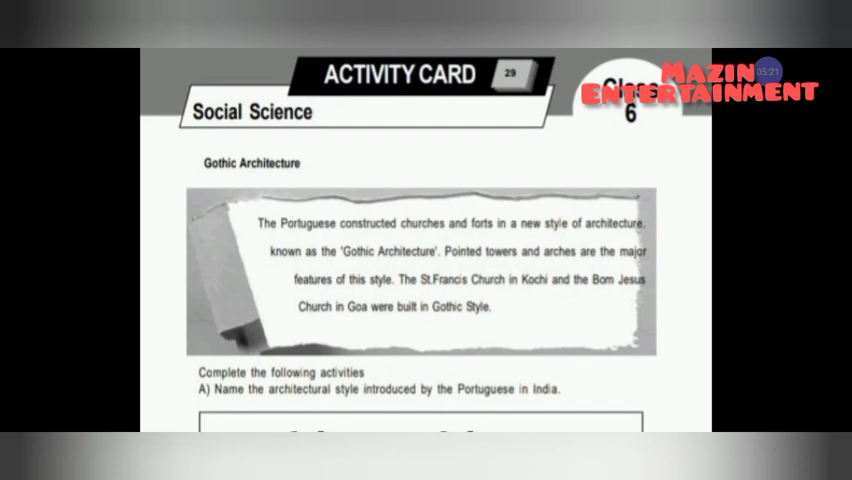 ACTIVITY CARD 29
Class
6
MAZIN 05:21
ENTERTAINMENT
Social Science
Gothic Architecture
The Portuguese constructed churches and forts in a new style of architecture.
known as the 'Gothic Architecture'. Pointed towers and arches are the major
features of this style. The St.Francis Church in Kochi and the Bom Jesus
Church in Goa were built in Gothic Style.
Complete the following activities
A) Name the architectural style introduced by the Portuguese in India.